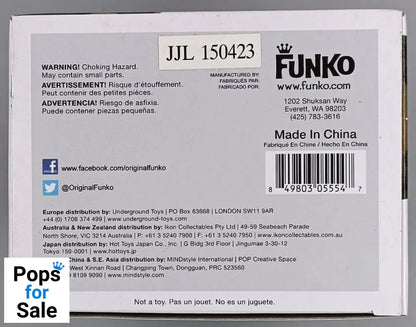 JJL 150423
WARNING! Choking Hazard.
May contain small parts.
AVERTISSEMENT! Risque d'étouffement.
Peut contenir des petites pièces.
ADVERTENCIA! Riesgo de asfixia.
Puede contener piezas pequeñas.
MANUFACTURED BY:
FABRIQUÉS PAR:
FABRICADO POR:
FUNKO
www.funko.com
1202 Shuksan Way
Everett, WA 98203
(425) 783-3616
Made In China
Fabriqué En Chine / Hecho En China
8 49803 05554 7
www.facebook.com/originalfunko
@OriginalFunko
Europe distribution by: Underground Toys | PO Box 63668 | LONDON SW11 9AR
+44 (0) 1708 374 499 | www.underground-toys.com
Australia & New Zealand distribution by: Ikon Collectables Pty Ltd | 49-59 Seabeach Parade
North Shore, VIC 3214 Australia | P: +61 3 5240 7900 | F: +61 3 5240 7950 | www.ikoncollectables.com.au
Japan distribution by: Hot Toys Japan Co., Inc. | G Bldg 3rd Floor | Jingumae 3-30-12
Tokyo.150-0001 | www.hottoys.jp
China & S.E. Asia distribution by: MINDstyle International | POP Creative Space
West Xinnan Road | Changping Town, Dongguan, PRC 523560
8109 9090 | www.mindstyle.com
Not a toy. Pas un jouet. No es un juguete.
Pops
for
Sale